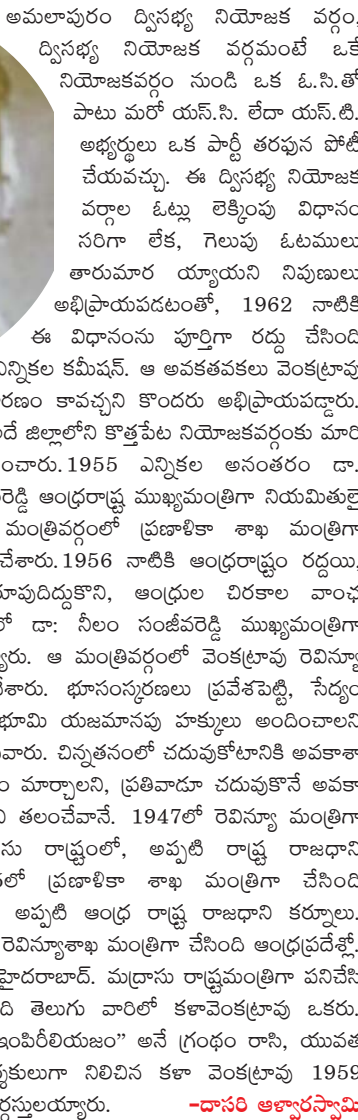 అమలాపురం ద్విసభ్య నియోజక వర్గం,
ద్విసభ్య నియోజక వర్గమంటే ఒకే
నియోజకవర్గం నుండి ఒక ఓ.సి.తో
పాటు మరో యస్.సి. లేదా యస్.టి.
అభ్యర్థులు ఒక పార్టీ తరఫున పోటీ
చేయవచ్చు. ఈ ద్విసభ్య నియోజక
వర్గాల ఓట్లు లెక్కింపు విధానం
సరిగా లేక, గెలుపు ఓటములు
తారుమార య్యాయని నిపుణులు
అభిప్రాయపడటంతో, 1962 నాటికి
ఈ విధానంను పూర్తిగా రద్దు చేసింది
ఎన్నికల కమీషన్. ఆ అవకతవకలు వెంకట్రావు
రణం కావచ్చని కొందరు అభిప్రాయపడ్డారు.
దే జిల్లాలోని కొత్తపేట నియోజకవర్గంకు మారి
ంచారు. 1955 ఎన్నికల అనంతరం డా.
రెడ్డి ఆంధ్రరాష్ట్ర ముఖ్యమంత్రిగా నియమితులై
మంత్రివర్గంలో ప్రణాళికా శాఖ మంత్రిగా
చేశారు. 1956 నాటికి ఆంధ్రరాష్ట్రం రద్దయి,
రూపుదిద్దుకొని, ఆంధ్రుల చిరకాల వాంఛ
లో డా: నీలం సంజీవరెడ్డి ముఖ్యమంత్రిగా
్యారు. ఆ మంత్రివర్గంలో వెంకట్రావు రెవిన్యూ
చేశారు. భూసంస్కరణలు ప్రవేశపెట్టి, సేద్యం
భూమి యజమానపు హక్కులు అందించాలని
వారు. చిన్నతనంలో చదువుకోటానికి అవకాశా
ం మార్చాలని, ప్రతివాడూ చదువుకొనే అవకా
ని తలంచేవానే. 1947లో రెవిన్యూ మంత్రిగా
సు రాష్ట్రంలో, అప్పటి రాష్ట్ర రాజధాని
లో ప్రణాళికా శాఖ మంత్రిగా చేసింది
అప్పటి ఆంధ్ర రాష్ట్ర రాజధాని కర్నూలు.
రెవిన్యూశాఖ మంత్రిగా చేసింది ఆంధ్రప్రదేశ్లో.
హైదరాబాద్. మద్రాసు రాష్ట్రమంత్రిగా పనిచేసి
ది తెలుగు వారిలో కళావెంకట్రావు ఒకరు.
ఇంపిరీలియజం” అనే గ్రంథం రాసి, యువత
ర్శకులుగా నిలిచిన కళా వెంకట్రావు 1959
ర్గస్తులయ్యారు. -దాసరి ఆళ్వారస్వామి